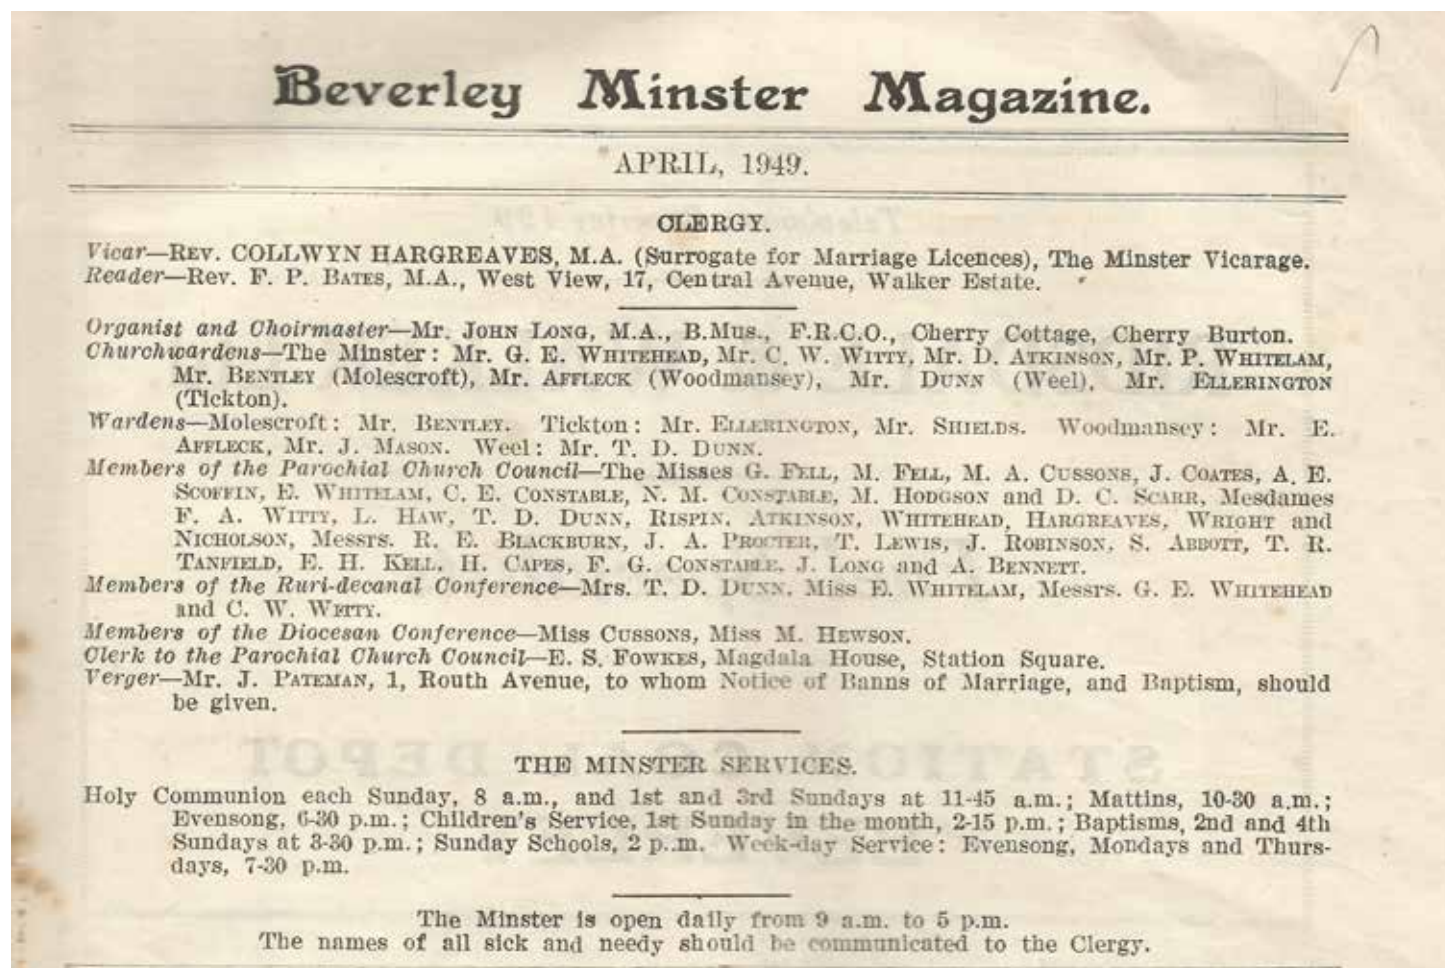 Beverley Minster Magazine.
APRIL, 1949.
CLERGY.
Vicar—REV. COLLWYN HARGREAVES, M.A. (Surrogate for Marriage Licences), The Minster Vicarage.
Reader—Rev. F. P. BATES, M.A., West View, 17, Central Avenue, Walker Estate.
Organist and Choirmaster—Mr. JOHN LONG, M.A., B.Mus., F.R.C.O., Cherry Cottage, Cherry Burton.
Churchwardens—The Minster: Mr. G. E. WHITEHEAD, Mr. C. W. WITTY, Mr. D. ATKINSON, Mr. P. WHITELAM,
Mr. BENTLEY (Molescroft), Mr. AFFLECK (Woodmansey), Mr. DUNN (Weel), Mr. ELLERINGTON
(Tickton).
Wardens—Molescroft: Mr. BENTLEY. Tickton: Mr. ELLERINGTON, Mr. SHIELDS. Woodmansey: Mr. E.
AFFLECK, Mr. J. MASON. Weel: Mr. T. D. DUNN.
Members of the Parochial Church Council—The Misses G. FELL, M. FELL, M. A. CUSSONS, J. COATES, A. E.
SCOFFIN, E. WHITELAM, C. E. CONSTABLE, N. M. CONSTABLE, M. HODGSON and D. C. SCARR, Mesdames
F. A. WITTY, L. HAW, T. D. DUNN, RISPIN, ATKINSON, WHITEHEAD, HARGREAVES, WRIGHT and
NICHOLSON, Messrs. R. E. BLACKBURN, J. A. PROCTER, T. LEWIS, J. ROBINSON, S. ABBOTT, T. R.
TANFIELD, E. H. KELL, H. CAPES, F. G. CONSTABLE, J. LONG and A. BENNETT.
Members of the Ruri-decanal Conference—Mrs. T. D. DUNN, Miss E. WHITELAM, Messrs. G. E. WHITEHEAD
and C. W. WITTY.
Members of the Diocesan Conference—Miss CUSSONS, Miss M. HEWSON.
Clerk to the Parochial Church Council—E. S. FOWKES, Magdala House, Station Square.
Verger—Mr. J. PATEMAN, 1, Routh Avenue, to whom Notice of Banns of Marriage, and Baptism, should
be given.
THE MINSTER SERVICES.
Holy Communion each Sunday, 8 a.m., and 1st and 3rd Sundays at 11-45 a.m.; Mattins, 10-30 a.m.;
Evensong, 6-30 p.m.; Children's Service, 1st Sunday in the month, 2-15 p.m.; Baptisms, 2nd and 4th
Sundays at 3-30 p.m.; Sunday Schools, 2 p..m. Week-day Service: Evensong, Mondays and Thurs-
days, 7-30 p.m.
The Minster is open daily from 9 a.m. to 5 p.m.
The names of all sick and needy should be communicated to the Clergy.